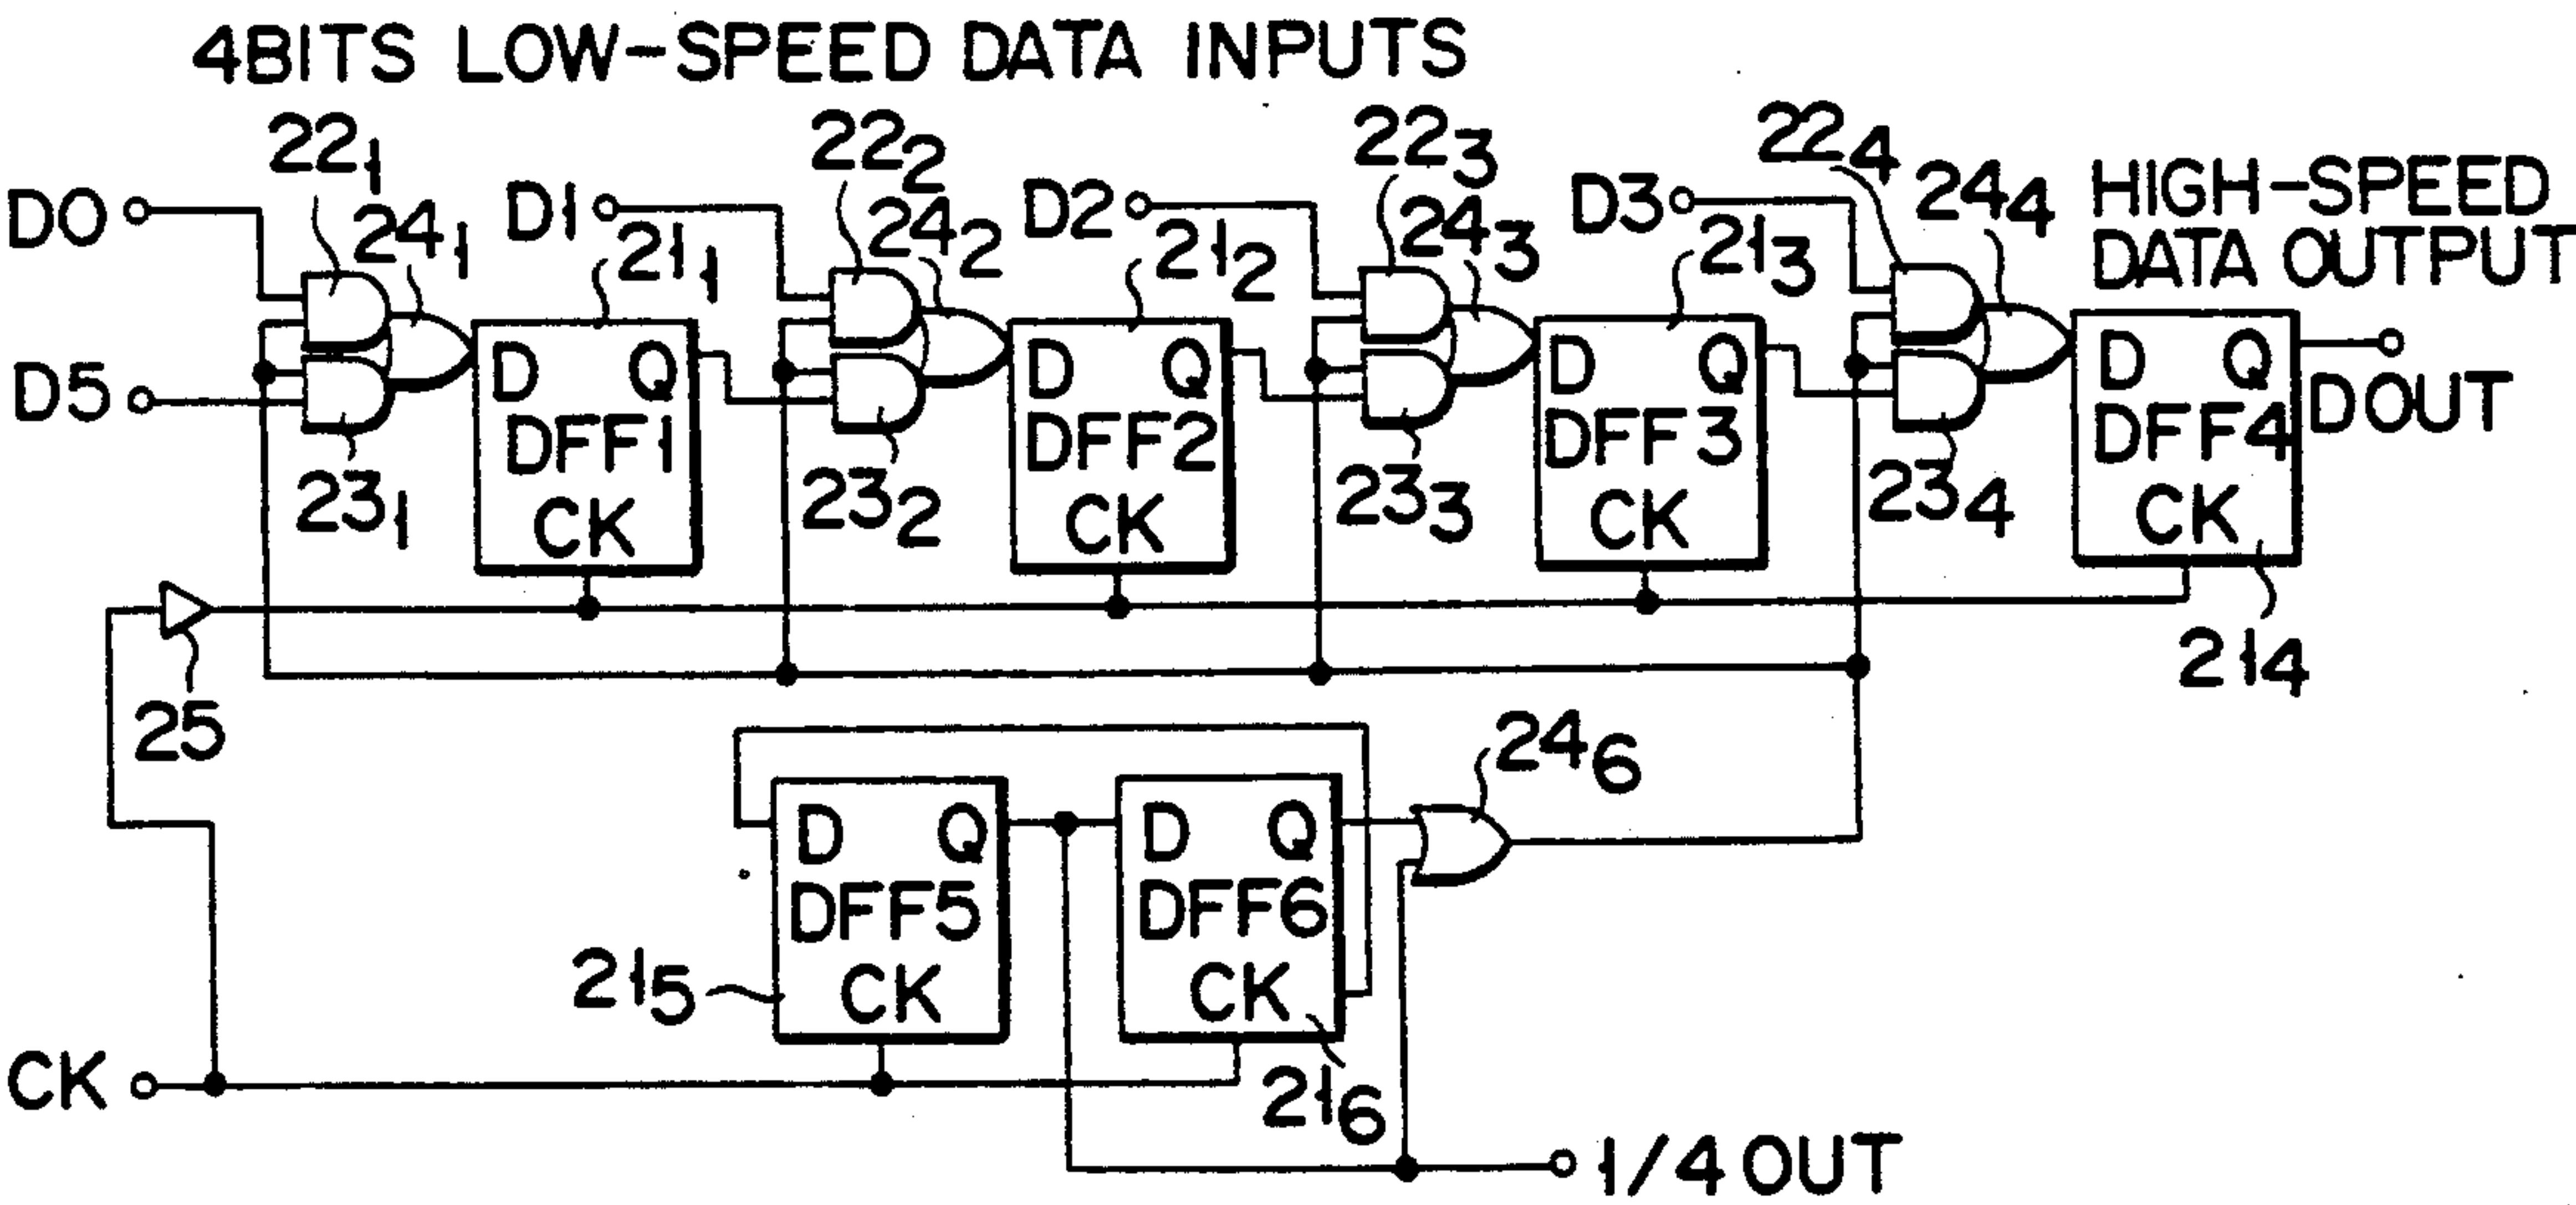 4BITS LOW-SPEED DATA INPUTS
22₁ 22₂ 22₃ 22₄
D0 24₁ D1 21₁ 24₂ D2 21₂ 24₃ D3 21₃ 24₄ HIGH-SPEED
DATA OUTPUT
D5 D Q D Q D Q D Q
DFF1 DFF2 DFF3 DFF4 DOUT
23₁ CK 23₂ CK 23₃ CK 23₄ CK
25 21₄
24₆
D Q D Q
DFF5 DFF6
21₅ CK CK
CK 21₆
1/4 OUT